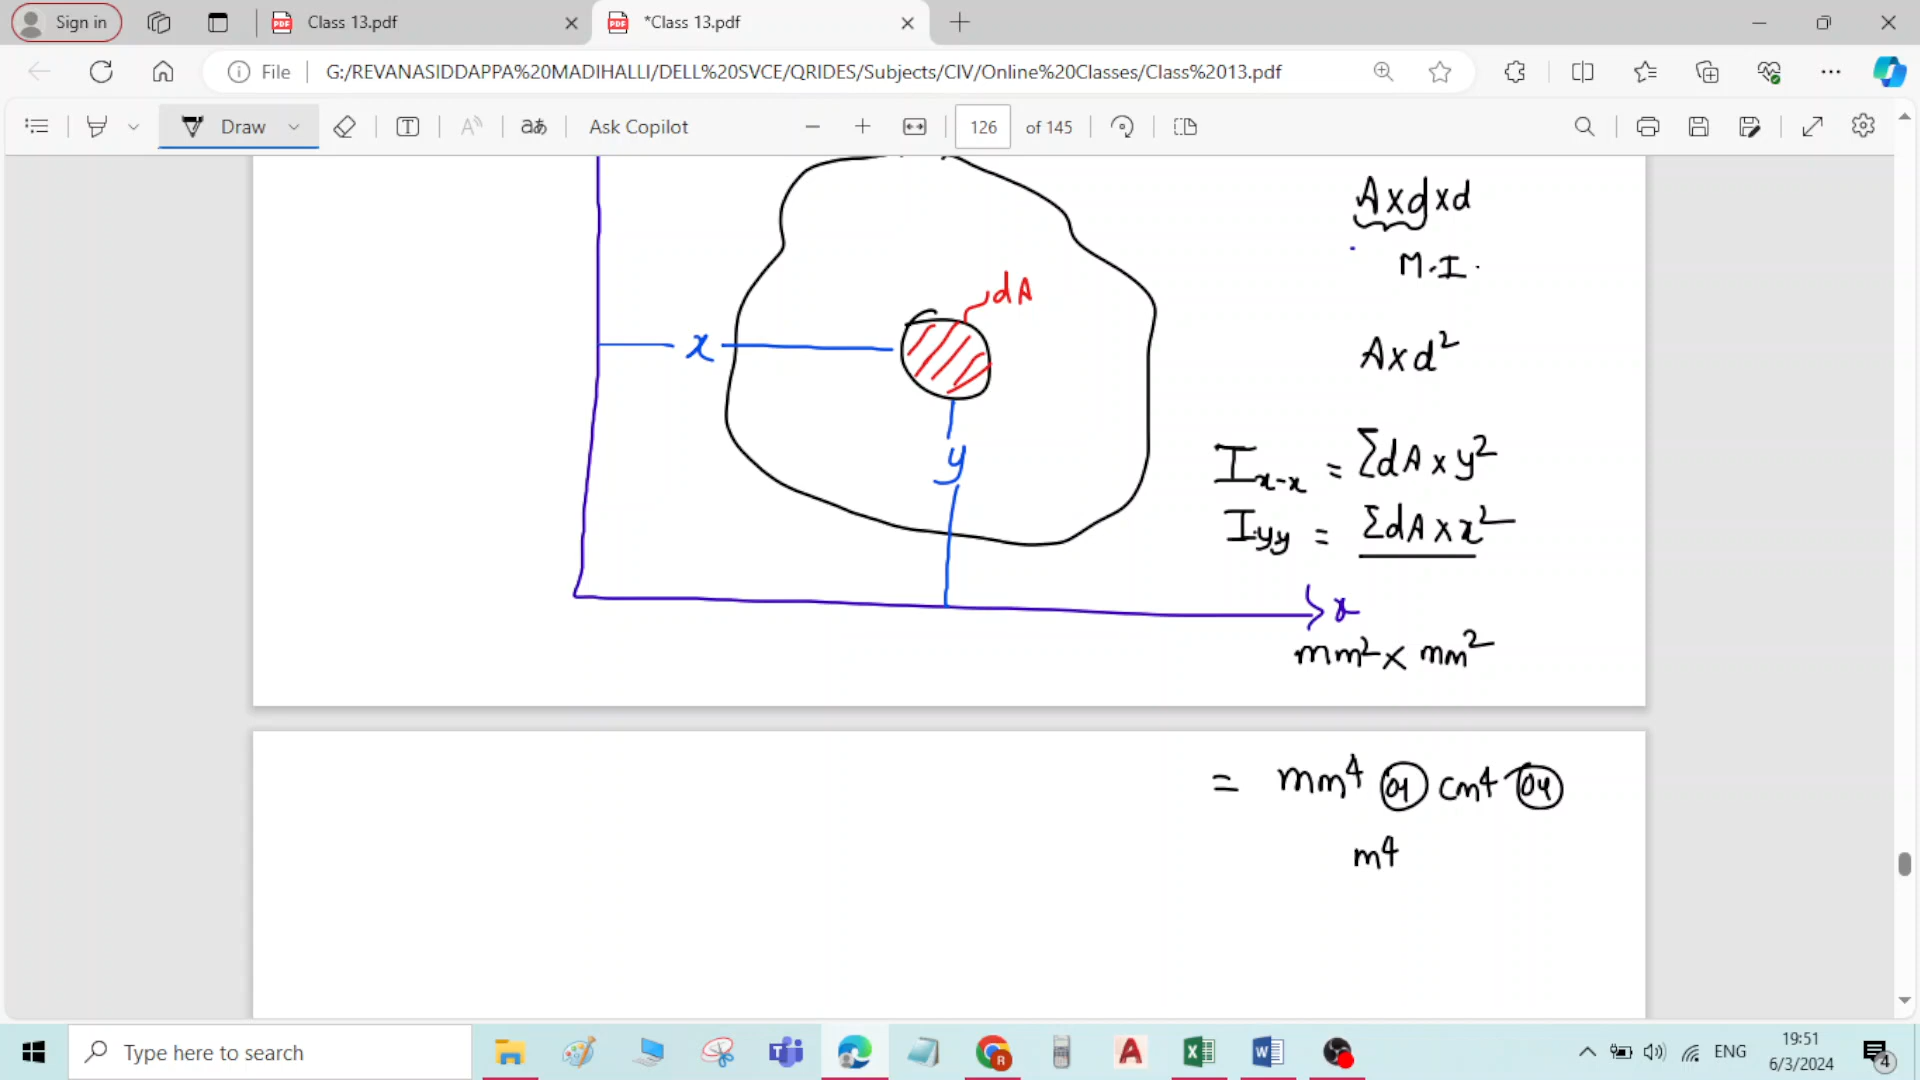 Sign in
Class 13.pdf
*Class 13.pdf
File
G:/REVANASIDDAPPA%20MADIHALLI/DELL%20SVCE/QRIDES/Subjects/CIV/Online%20Classes/Class%2013.pdf
Draw
Ask Copilot
126 of 145
A×d×d
M.I.
dA
x
A×d²
y
I x-x = ΣdA × y²
Iyy = ΣdA × x²
x
mm² × mm²
= mm⁴ or cm⁴ or
m⁴
Type here to search
ENG
19:51
6/3/2024
4